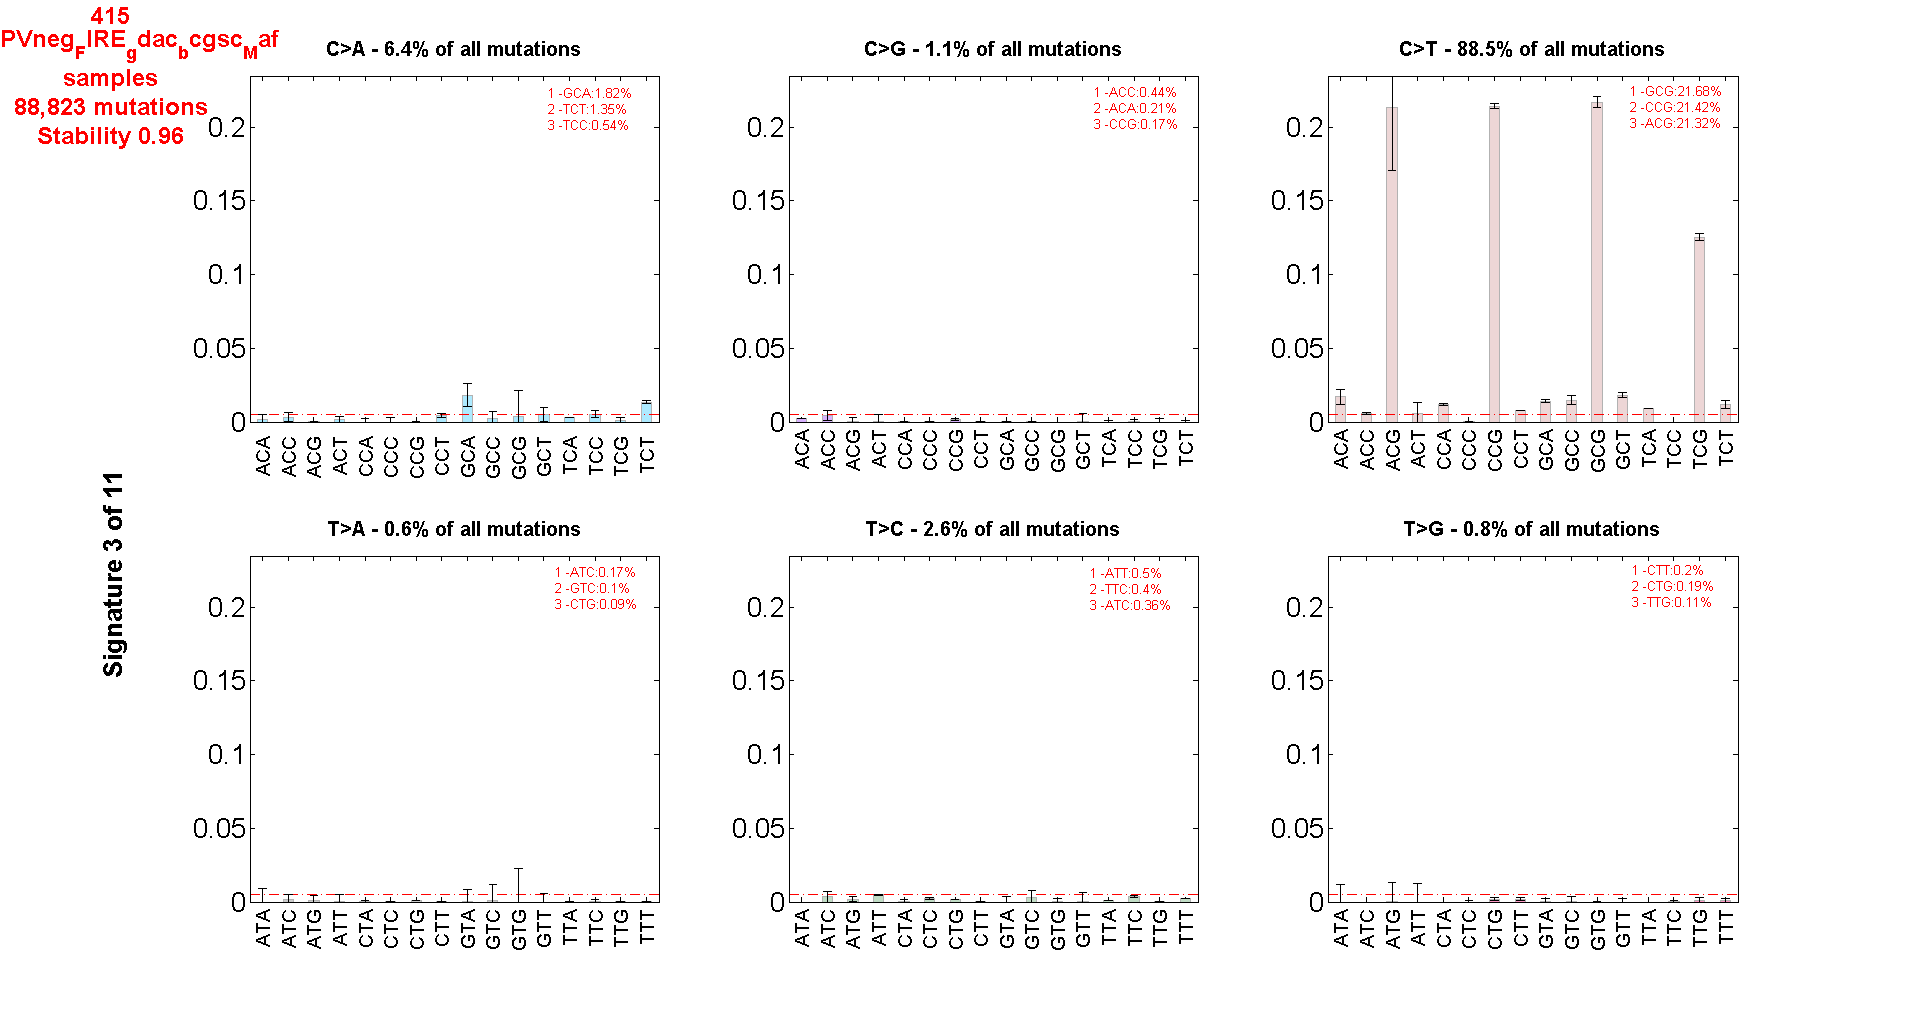 415
PVneg_FIRE_gdac_bcgsc_Maf
samples
88,823 mutations
Stability 0.96
Signature 3 of 11
C>A - 6.4% of all mutations
1 -GCA:1.82%
2 -TCT:1.35%
3 -TCC:0.54%
0.2
0.15
0.1
0.05
0
ACA ACC ACG ACT CCA CCC CCG CCT GCA GCC GCG GCT TCA TCC TCG TCT
C>G - 1.1% of all mutations
1 -ACC:0.44%
2 -ACA:0.21%
3 -CCG:0.17%
0.2
0.15
0.1
0.05
0
ACA ACC ACG ACT CCA CCC CCG CCT GCA GCC GCG GCT TCA TCC TCG TCT
C>T - 88.5% of all mutations
1 -GCG:21.68%
2 -CCG:21.42%
3 -ACG:21.32%
0.2
0.15
0.1
0.05
0
ACA ACC ACG ACT CCA CCC CCG CCT GCA GCC GCG GCT TCA TCC TCG TCT
T>A - 0.6% of all mutations
1 -ATC:0.17%
2 -GTC:0.1%
3 -CTG:0.09%
0.2
0.15
0.1
0.05
0
ATA ATC ATG ATT CTA CTC CTG CTT GTA GTC GTG GTT TTA TTC TTG TTT
T>C - 2.6% of all mutations
1 -ATT:0.5%
2 -TTC:0.4%
3 -ATC:0.36%
0.2
0.15
0.1
0.05
0
ATA ATC ATG ATT CTA CTC CTG CTT GTA GTC GTG GTT TTA TTC TTG TTT
T>G - 0.8% of all mutations
1 -CTT:0.2%
2 -CTG:0.19%
3 -TTG:0.11%
0.2
0.15
0.1
0.05
0
ATA ATC ATG ATT CTA CTC CTG CTT GTA GTC GTG GTT TTA TTC TTG TTT